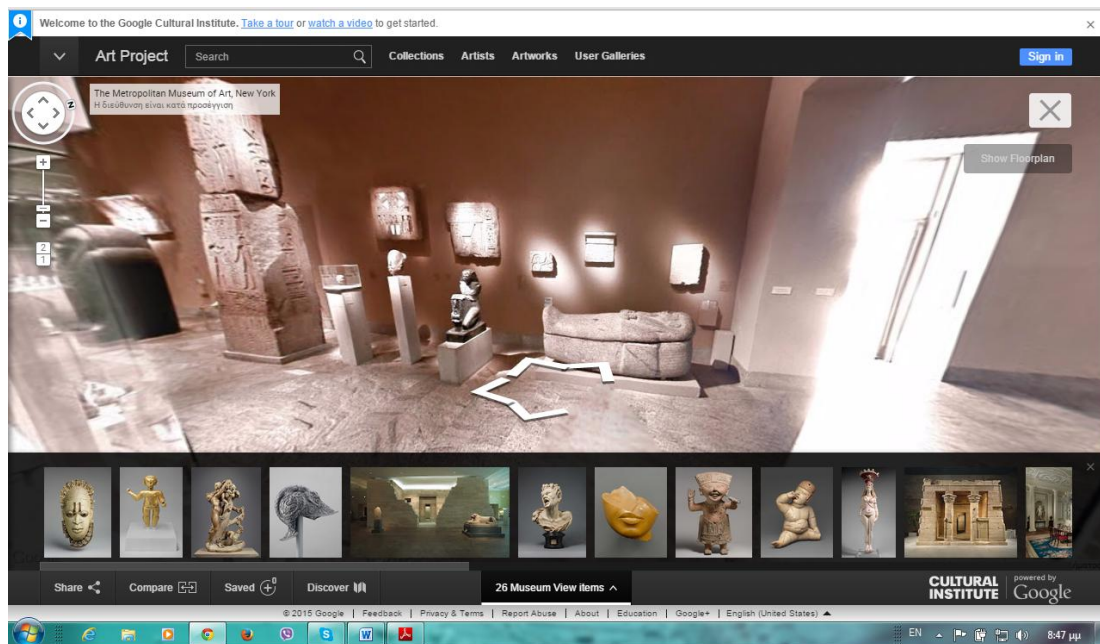 Welcome to the Google Cultural Institute. Take a tour or watch a video to get started.
Art Project Search Collections Artists Artworks User Galleries Sign in
The Metropolitan Museum of Art, New York
Η διεύθυνση είναι κατά προσέγγιση
Show Floorplan
2
1
Share Compare Saved 0 Discover 26 Museum View items
CULTURAL INSTITUTE powered by Google
© 2015 Google | Feedback | Privacy & Terms | Report Abuse | About | Education | Google+ | English (United States)
EN 8:47 μμ